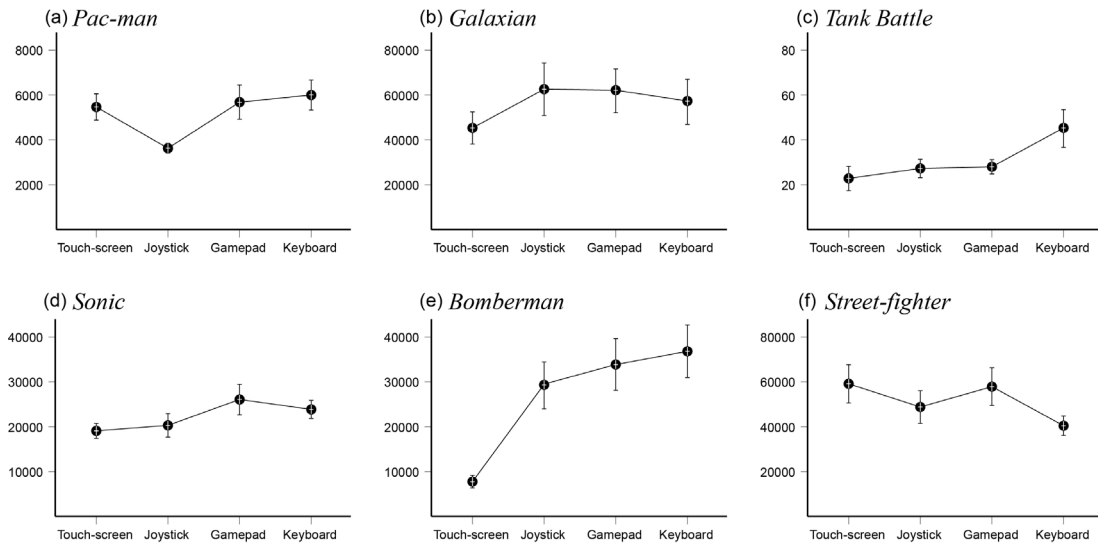 (a) Pac-man
8000
6000
4000
2000
Touch-screen Joystick Gamepad Keyboard
(b) Galaxian
80000
60000
40000
20000
Touch-screen Joystick Gamepad Keyboard
(c) Tank Battle
80
60
40
20
Touch-screen Joystick Gamepad Keyboard
(d) Sonic
40000
30000
20000
10000
Touch-screen Joystick Gamepad Keyboard
(e) Bomberman
40000
30000
20000
10000
Touch-screen Joystick Gamepad Keyboard
(f) Street-fighter
80000
60000
40000
20000
Touch-screen Joystick Gamepad Keyboard